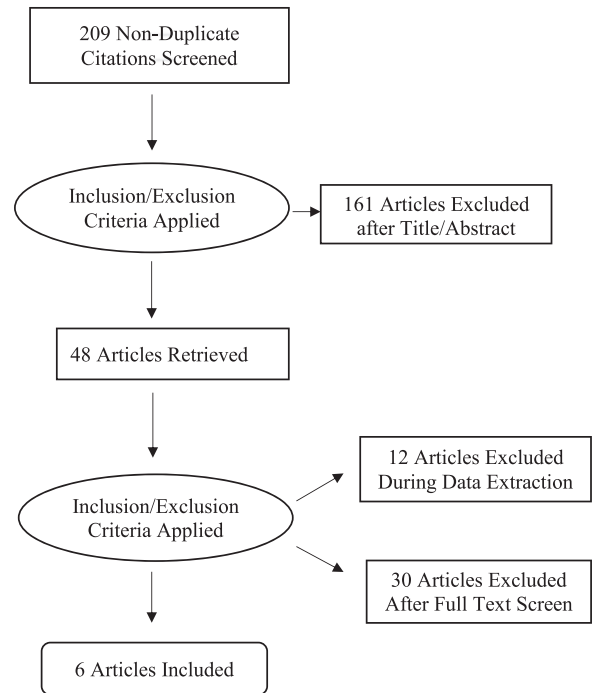 209 Non-Duplicate
Citations Screened
Inclusion/Exclusion
Criteria Applied
161 Articles Excluded
after Title/Abstract
48 Articles Retrieved
Inclusion/Exclusion
Criteria Applied
12 Articles Excluded
During Data Extraction
30 Articles Excluded
After Full Text Screen
6 Articles Included